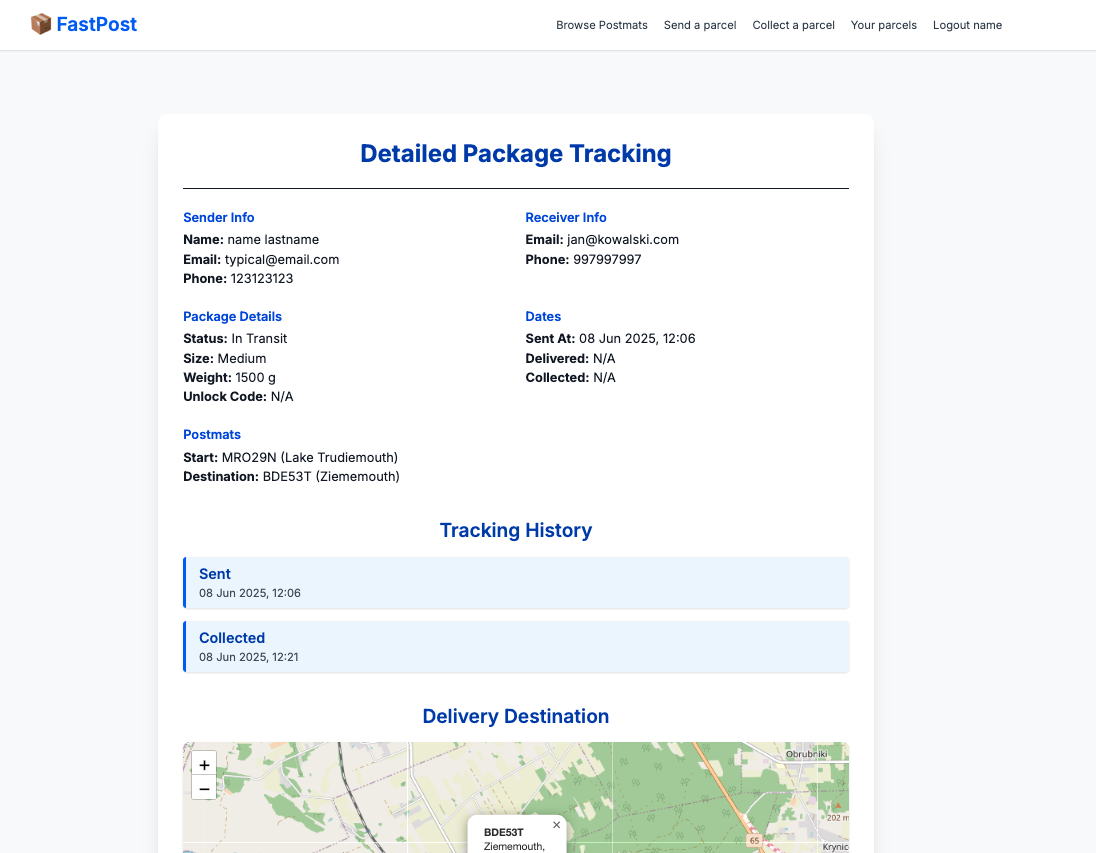 FastPost
Browse Postmats Send a parcel Collect a parcel Your parcels Logout name
Detailed Package Tracking
Sender Info
Name: name lastname
Email: typical@email.com
Phone: 123123123
Receiver Info
Email: jan@kowalski.com
Phone: 997997997
Package Details
Status: In Transit
Size: Medium
Weight: 1500 g
Unlock Code: N/A
Dates
Sent At: 08 Jun 2025, 12:06
Delivered: N/A
Collected: N/A
Postmats
Start: MRO29N (Lake Trudiemouth)
Destination: BDE53T (Ziememouth)
Tracking History
Sent
08 Jun 2025, 12:06
Collected
08 Jun 2025, 12:21
Delivery Destination
+
−
Obrubniki
202 m
65
Krynic
×
BDE53T
Ziememouth,